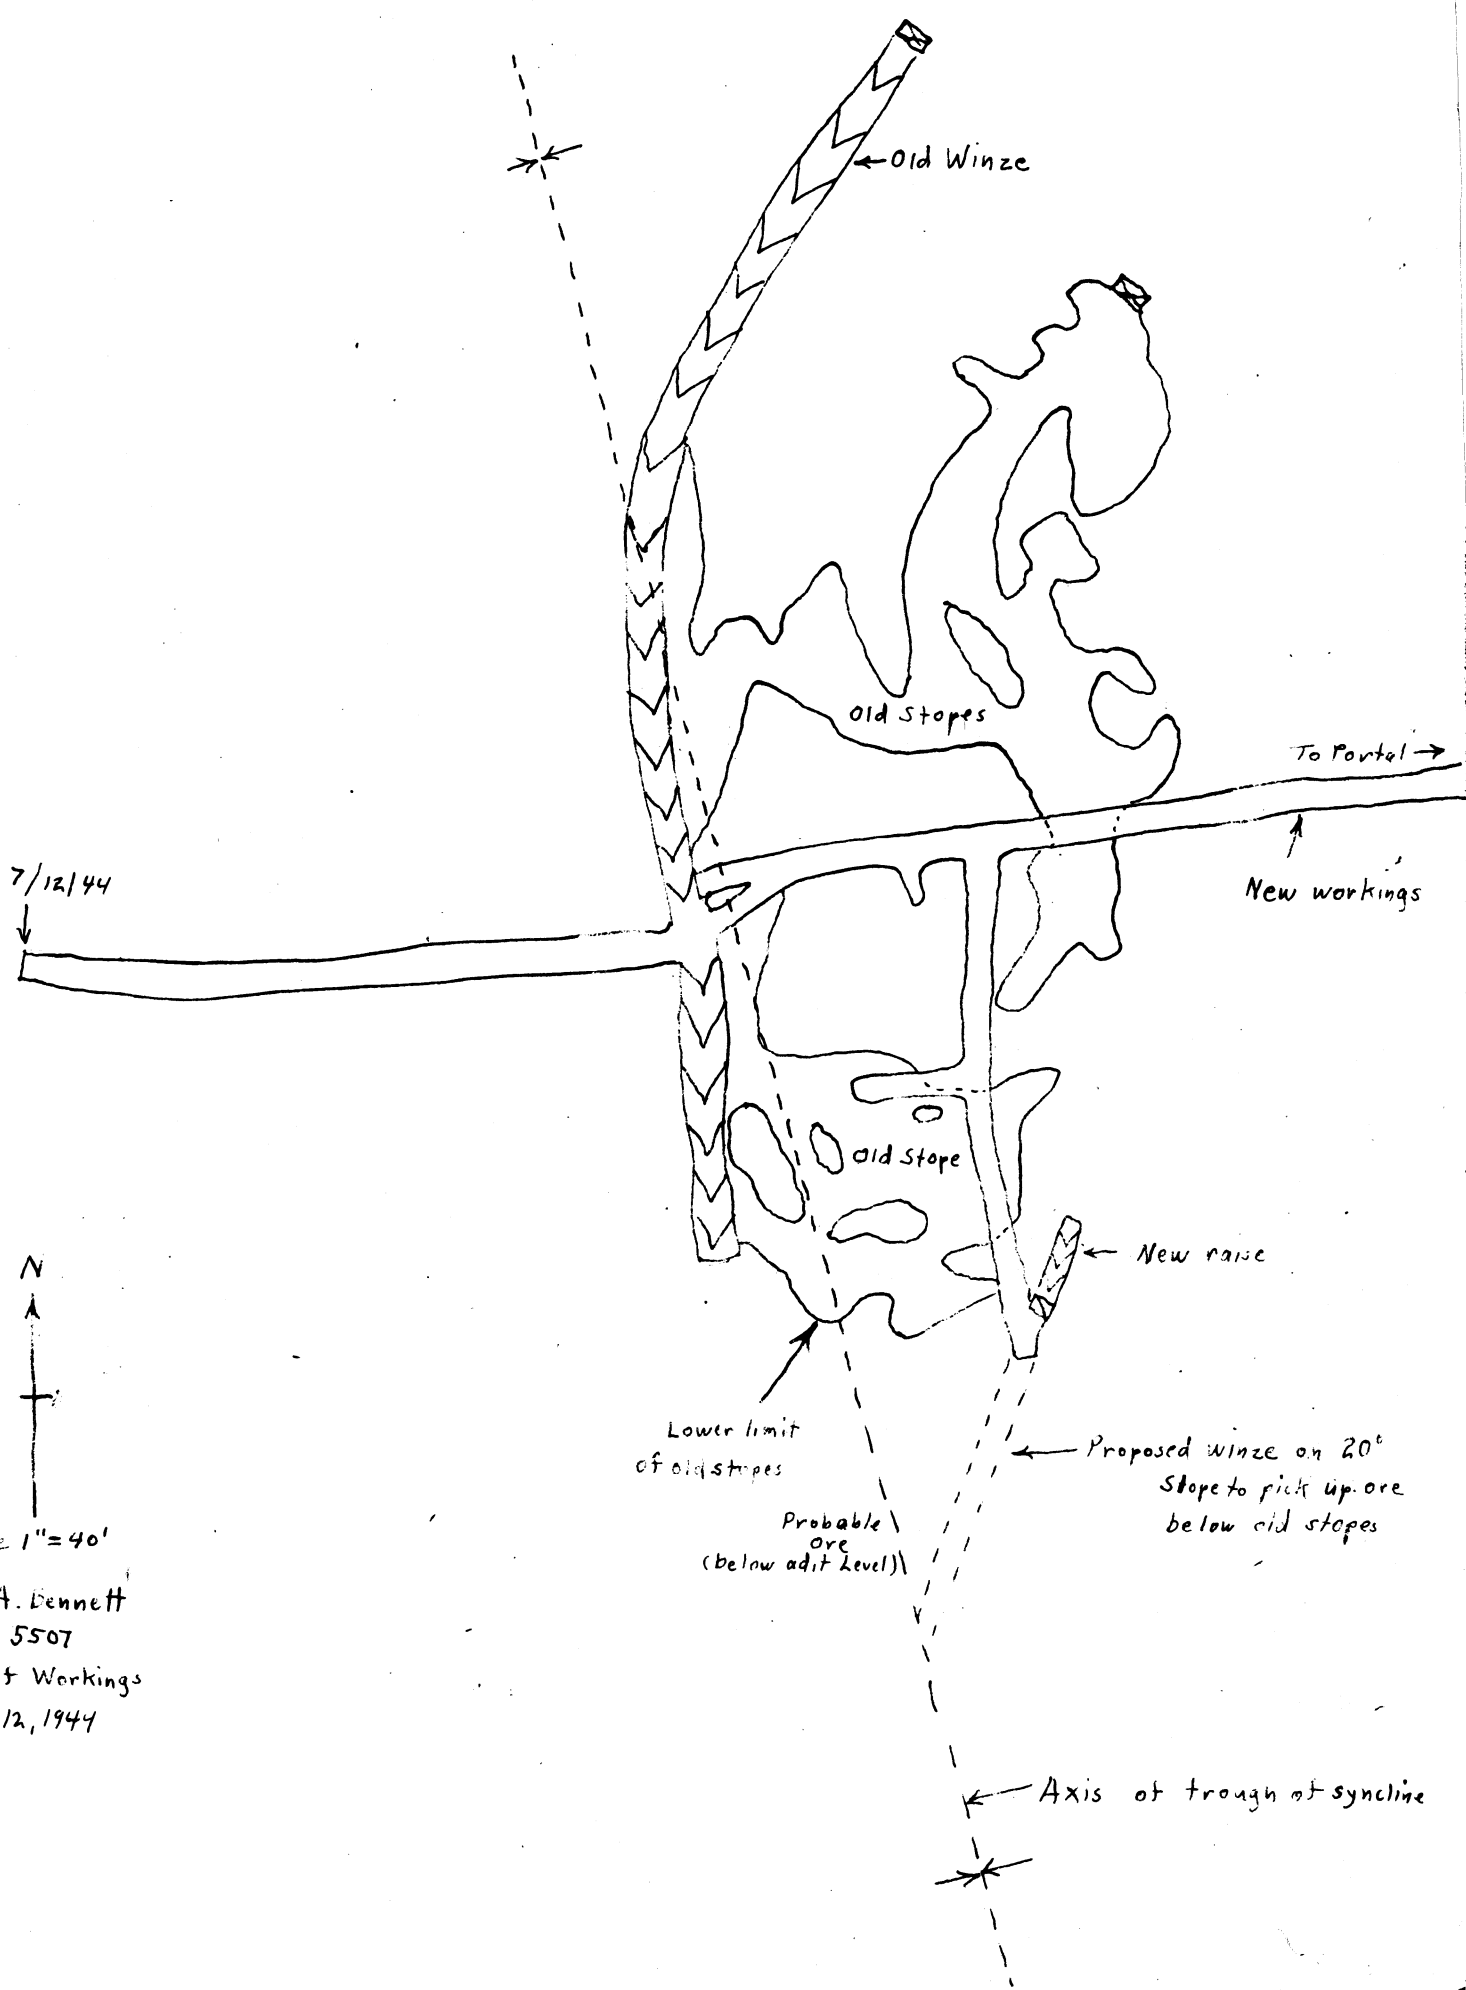 Old Winze
Old Stopes
To Portal
7/12/44
New workings
Old Stope
New raise
N
Lower limit
of old stopes
Proposed winze on 20°
Slope to pick up ore
below old stopes
Probable
Ore
(below adit Level)
1"=40'
A. Bennett
5507
Workings
12, 1944
Axis of trough of syncline